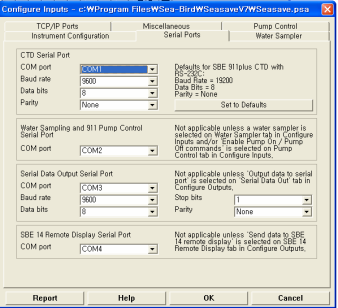 Configure Inputs - c:¥Program Files¥Sea-Bird¥SeasaveV7¥Seasave.psa
TCP/IP Ports
Miscellaneous
Pump Control
Instrument Configuration
Serial Ports
Water Sampler
CTD Serial Port
COM port
COM1
Baud rate
9600
Data bits
8
Parity
None
Defaults for SBE 911plus CTD with
RS-232C:
Baud Rate = 19200
Data Bits = 8
Parity = None
Set to Defaults
Water Sampling and 911 Pump Control
Serial Port
COM port
COM2
Not applicable unless a water sampler is
selected on Water Sampler tab in Configure
Inputs and/or 'Enable Pump On / Pump
Off commands' is selected on Pump
Control tab in Configure Inputs.
Serial Data Output Serial Port
COM port
COM3
Baud rate
9600
Data bits
8
Not applicable unless 'Output data to serial
port' is selected on 'Serial Data Out' tab in
Configure Outputs.
Stop bits
1
Parity
None
SBE 14 Remote Display Serial Port
COM port
COM4
Not applicable unless 'Send data to SBE
14 remote display' is selected on SBE 14
Remote Display tab in Configure Outputs.
Report
Help
OK
Cancel